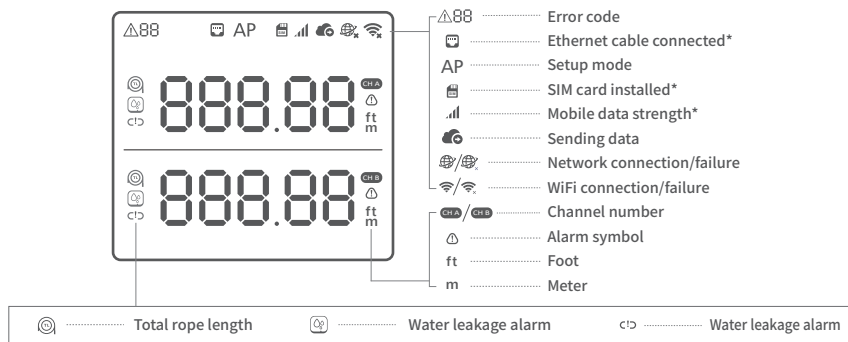 88 Error code
Ethernet cable connected*
AP Setup mode
SIM card installed*
Mobile data strength*
Sending data
Network connection/failure
WiFi connection/failure
CH A / CH B Channel number
Alarm symbol
ft Foot
m Meter
88 AP
888.88 CH A
ft
m
888.88 CH B
ft
m
Total rope length Water leakage alarm Water leakage alarm